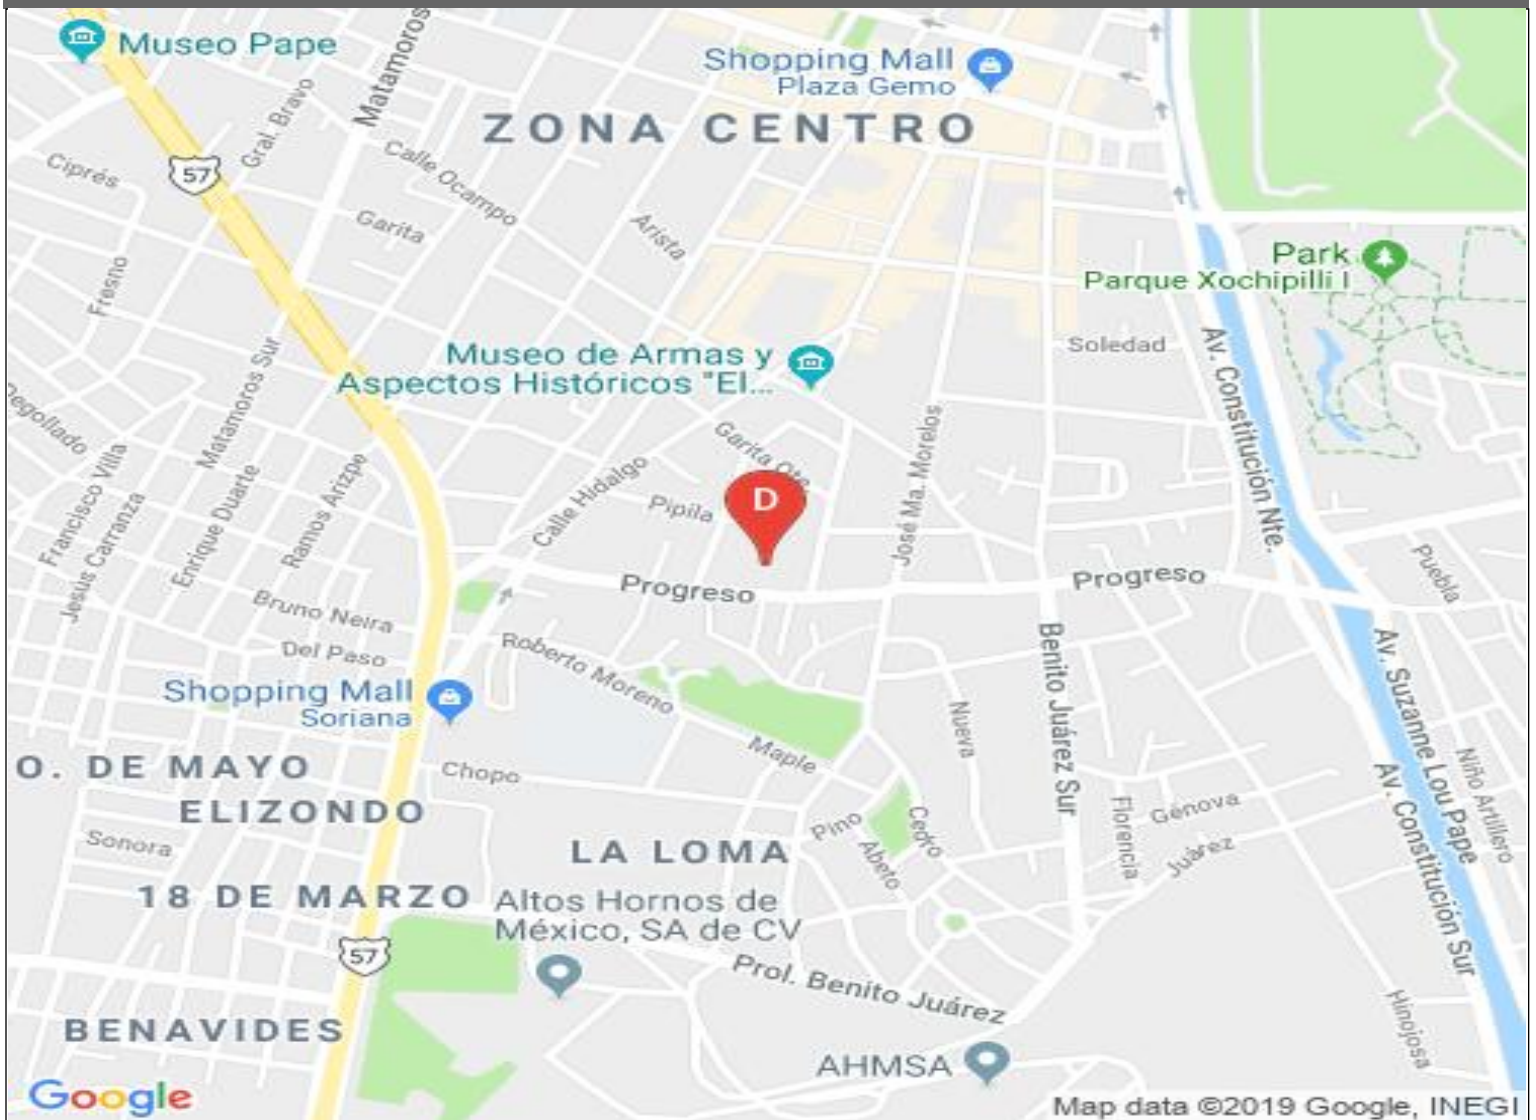 Museo Pape
Matamoros
Shopping Mall
Plaza Gemo
ZONA CENTRO
Gral. Bravo
57
Ciprés
Calle Ocampo
Garita
Arista
Fresno
Park
Parque Xochipilli I
Soledad
Museo de Armas y
Aspectos Históricos "El...
Av. Constitución Nte.
Matamoros Sur
Degollado
Garita Ote.
José Ma. Morelos
Francisco Villa
Jesús Carranza
Enrique Duarte
Ramos Arizpe
Calle Hidalgo
Pipila
D
Progreso
Progreso
Puebla
Bruno Neira
Del Paso
Roberto Moreno
Benito Juárez Sur
Av. Suzanne Lou Pape
Shopping Mall
Soriana
Nueva
Maple
Niño Artillero
O. DE MAYO
Chopo
Av. Constitución Sur
ELIZONDO
Florencia
Génova
Pino
Cedro
Abeto
Juárez
Sonora
LA LOMA
18 DE MARZO
Altos Hornos de
México, SA de CV
57
Prol. Benito Juárez
Hinojosa
BENAVIDES
AHMSA
Google
Map data ©2019 Google, INEGI